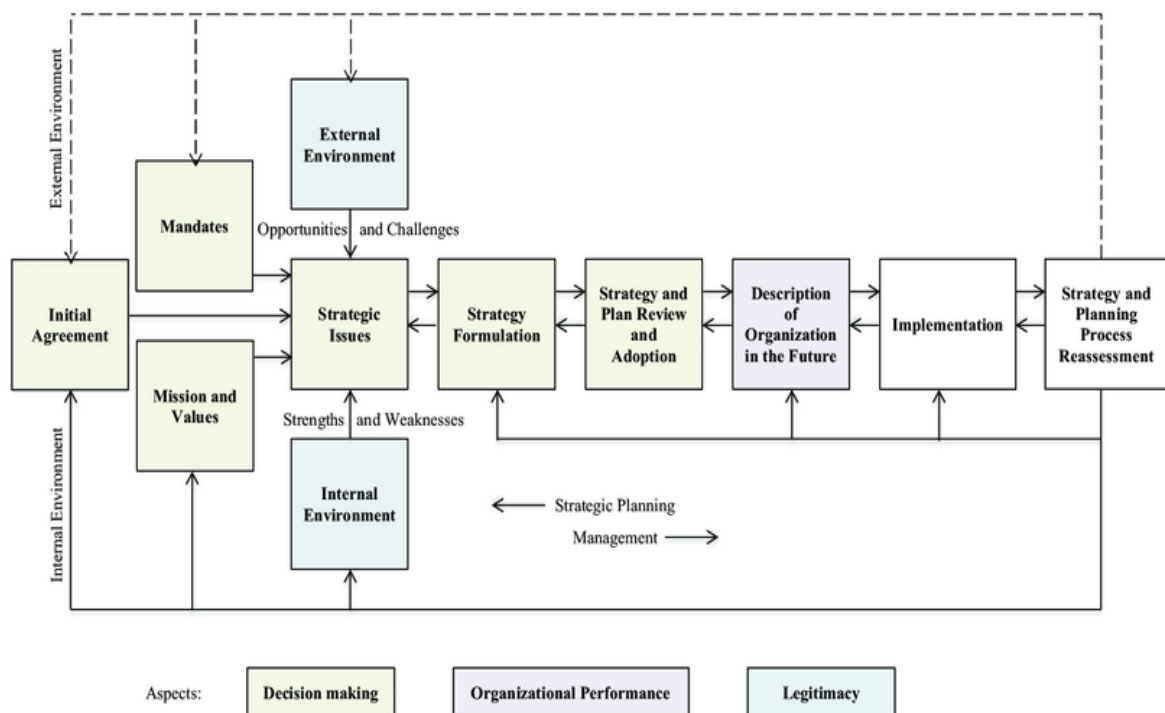 External Environment
External
Environment
Mandates
Opportunities and Challenges
Initial
Agreement
Strategic
Issues
Strategy
Formulation
Strategy and
Plan Review
and
Adoption
Description
of
Organization
in the Future
Implementation
Strategy and
Planning
Process
Reassessment
Mission and
Values
Strengths and Weaknesses
Internal Environment
Internal
Environment
Strategic Planning
Management
Aspects:
Decision making
Organizational Performance
Legitimacy